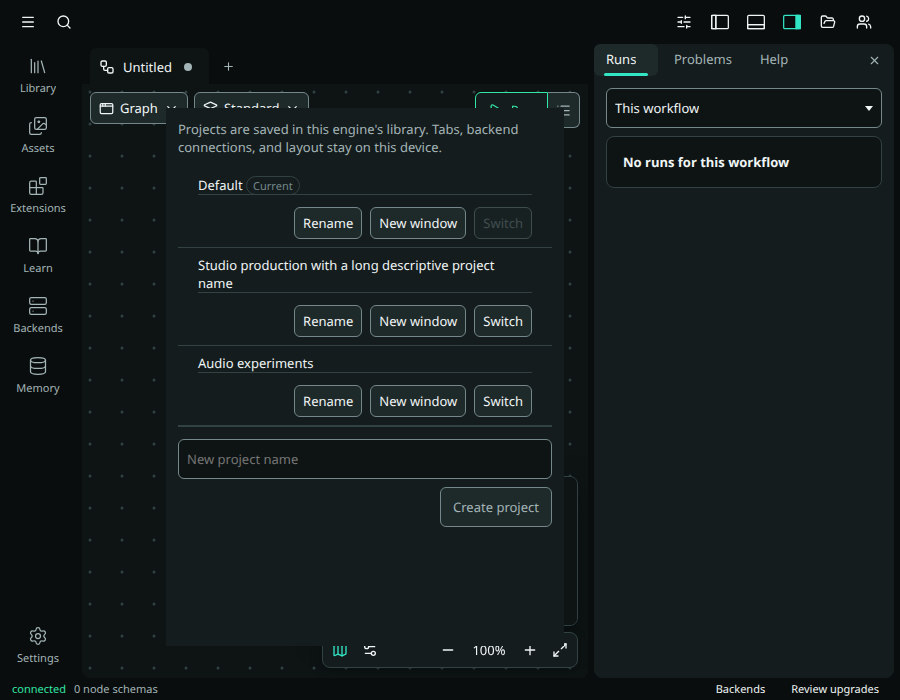 Library
Assets
Extensions
Learn
Backends
Memory
Settings
Untitled
Graph
Standard
Projects are saved in this engine's library. Tabs, backend
connections, and layout stay on this device.
Default Current
Rename New window Switch
Studio production with a long descriptive project
name
Rename New window Switch
Audio experiments
Rename New window Switch
New project name
Create project
100%
Runs Problems Help
This workflow
No runs for this workflow
connected 0 node schemas
Backends Review upgrades